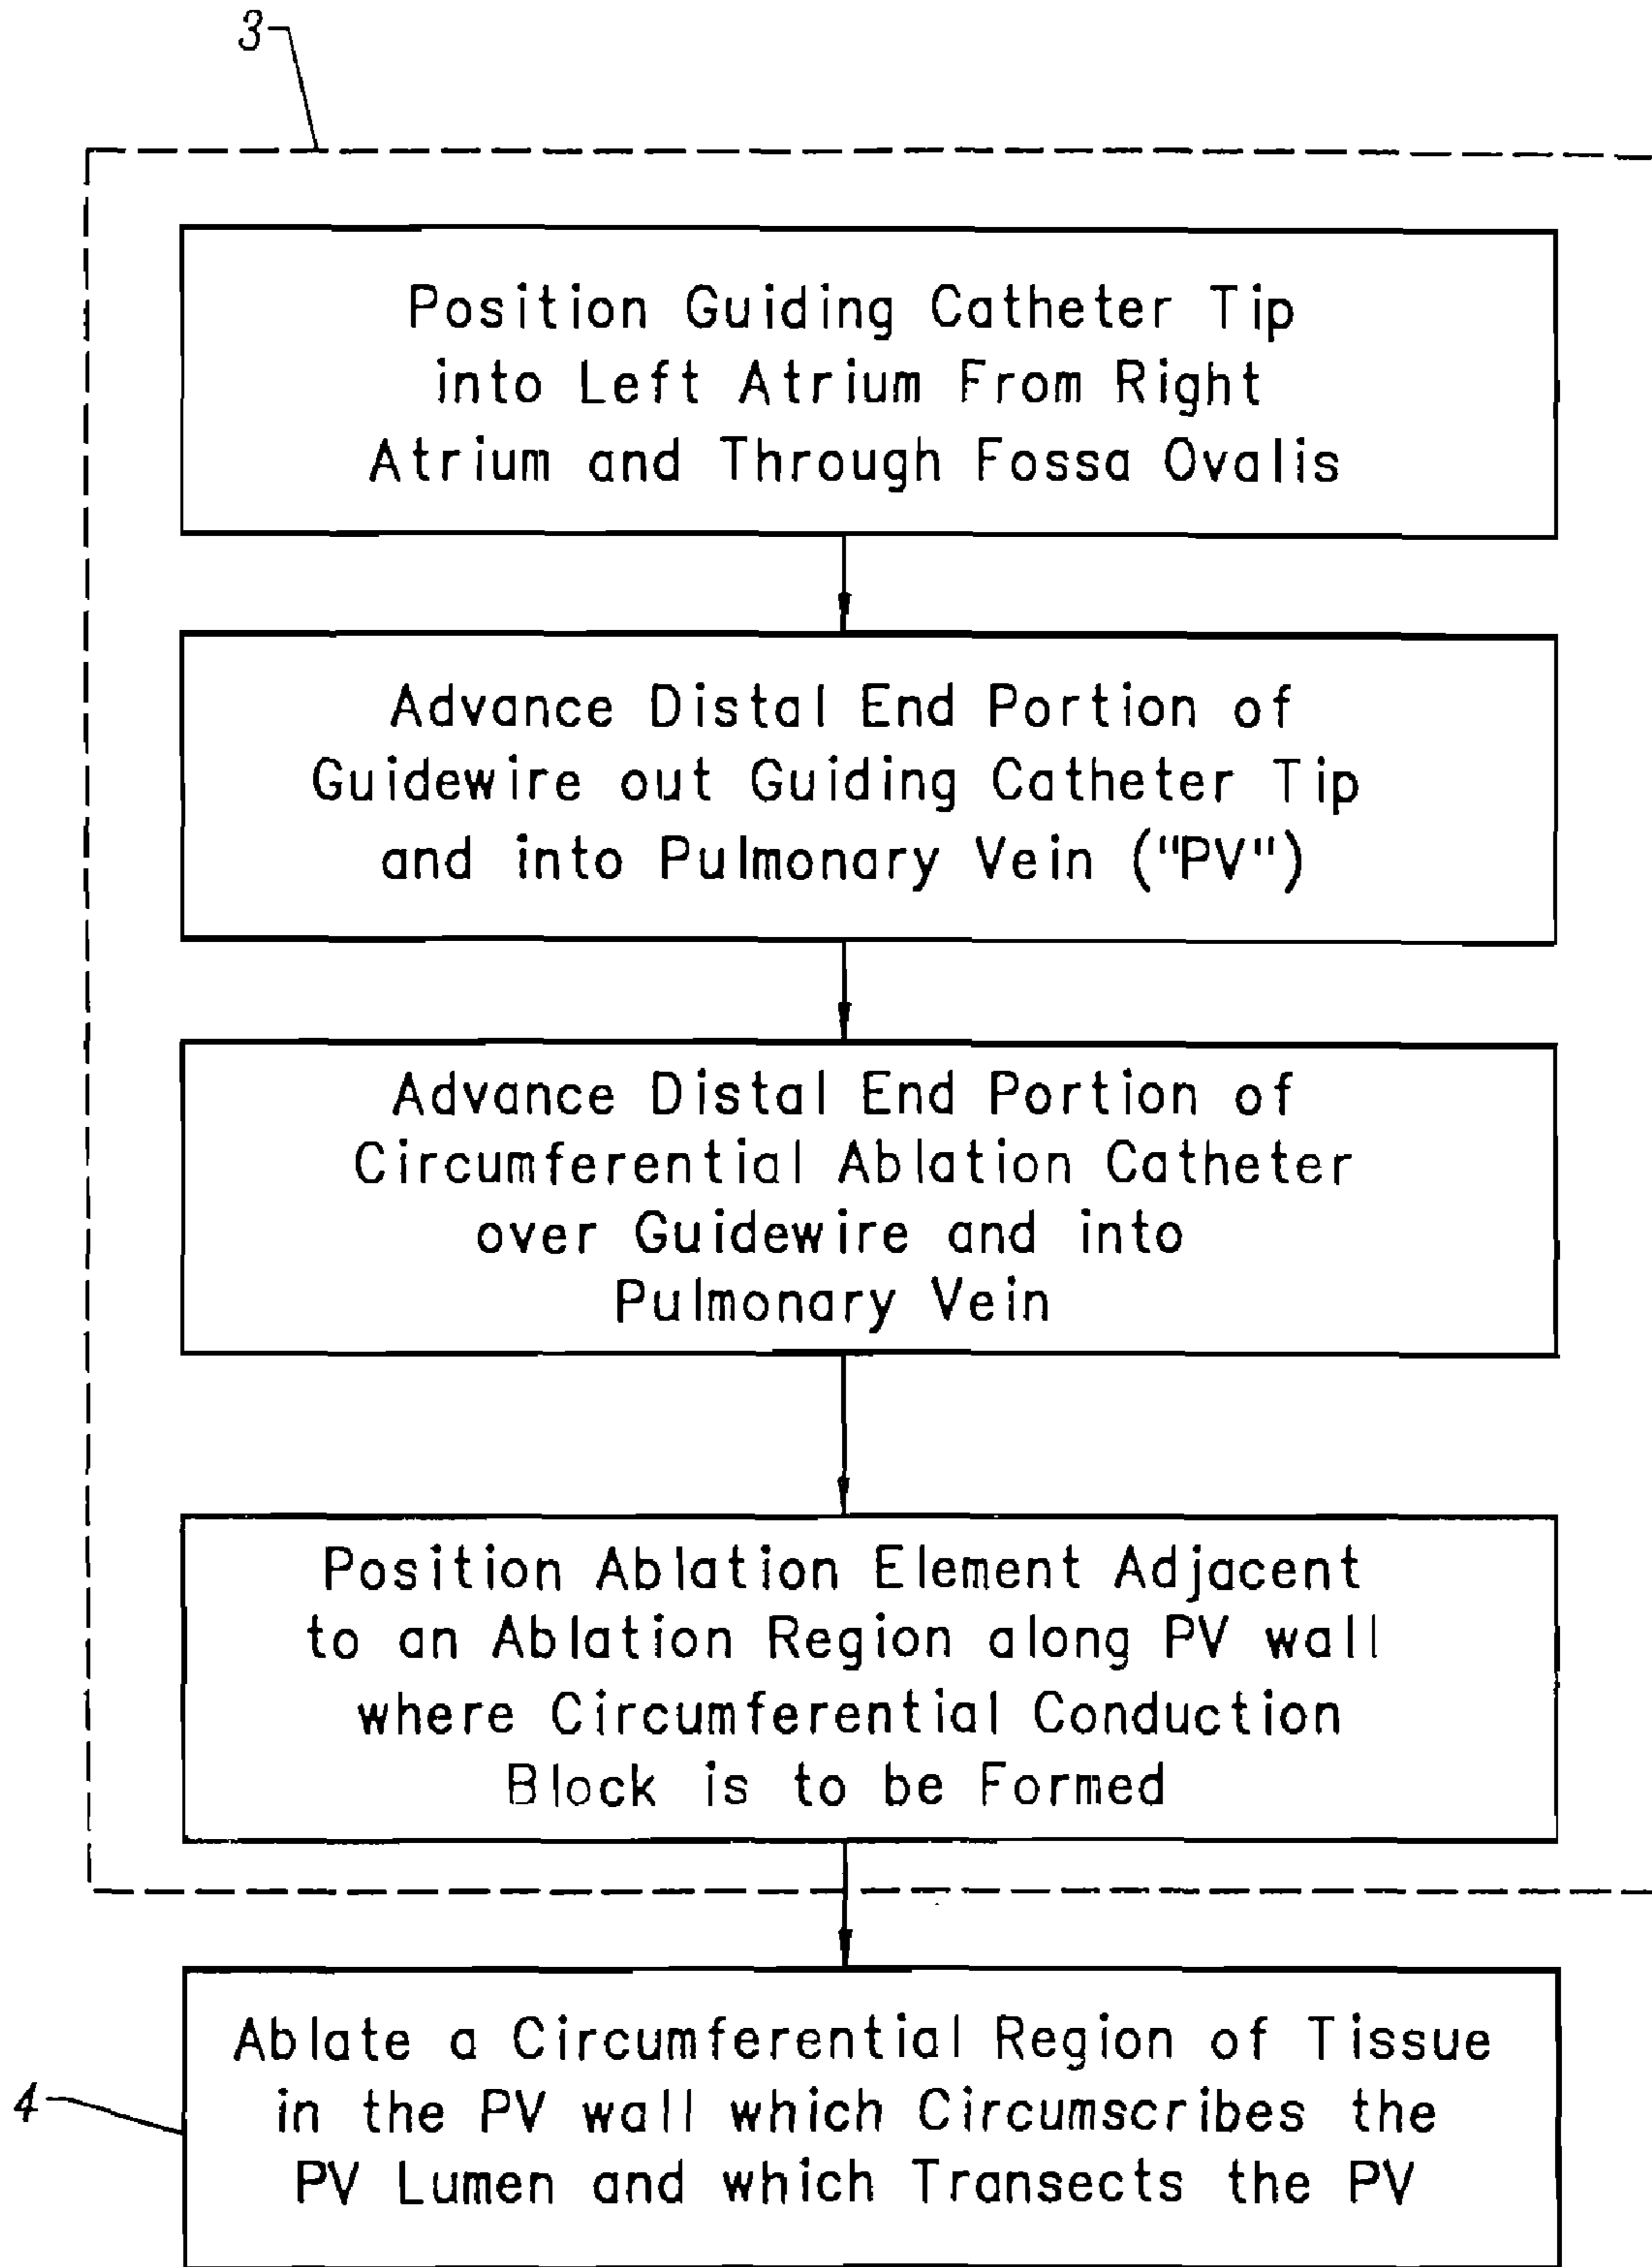 3
Position Guiding Catheter Tip
into Left Atrium From Right
Atrium and Through Fossa Ovalis
Advance Distal End Portion of
Guidewire out Guiding Catheter Tip
and into Pulmonary Vein ("PV")
Advance Distal End Portion of
Circumferential Ablation Catheter
over Guidewire and into
Pulmonary Vein
Position Ablation Element Adjacent
to an Ablation Region along PV wall
where Circumferential Conduction
Block is to be Formed
Ablate a Circumferential Region of Tissue
4
in the PV wall which Circumscribes the
PV Lumen and which Transects the PV